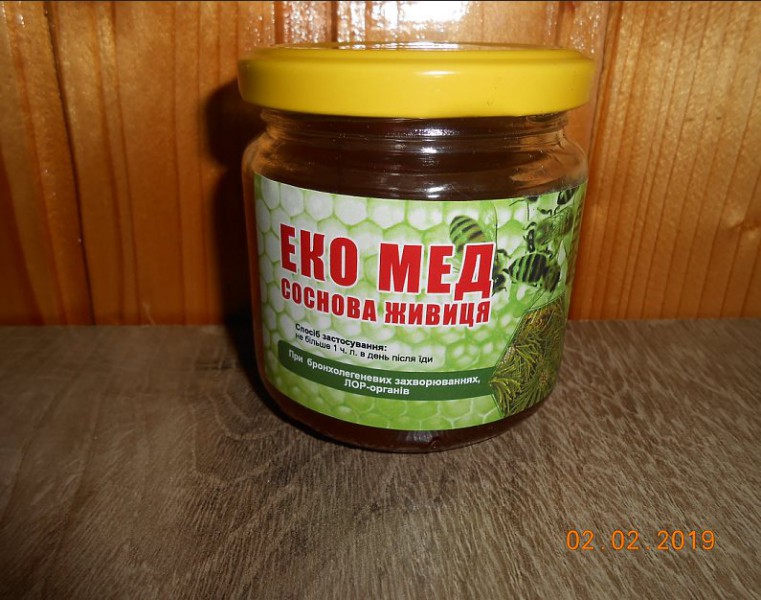 ЕКО МЕД
СОСНОВА ЖИВИЦЯ
Спосіб застосування:
не більше 1 ч. л. в день після їди
При бронхолегеневих захворюваннях,
ЛОР-органів
02.02.2019